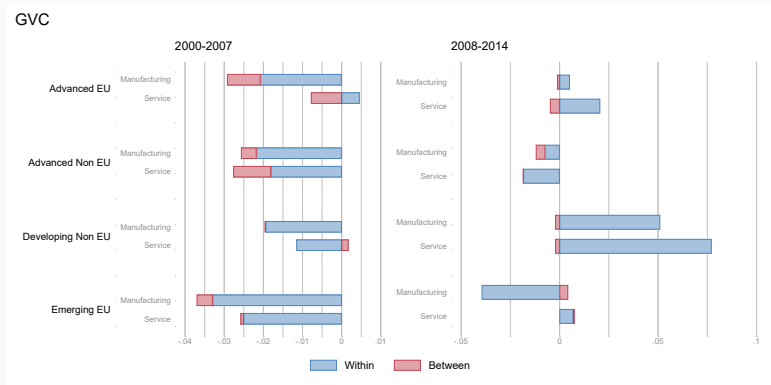 GVC
2000-2007
2008-2014
Advanced EU
Manufacturing
Service
Manufacturing
Service
Advanced Non EU
Manufacturing
Service
Manufacturing
Service
Developing Non EU
Manufacturing
Service
Manufacturing
Service
Emerging EU
Manufacturing
Service
Manufacturing
Service
-.04 -.03 -.02 -.01 0 .01
-.05 0 .05 .1
Within Between